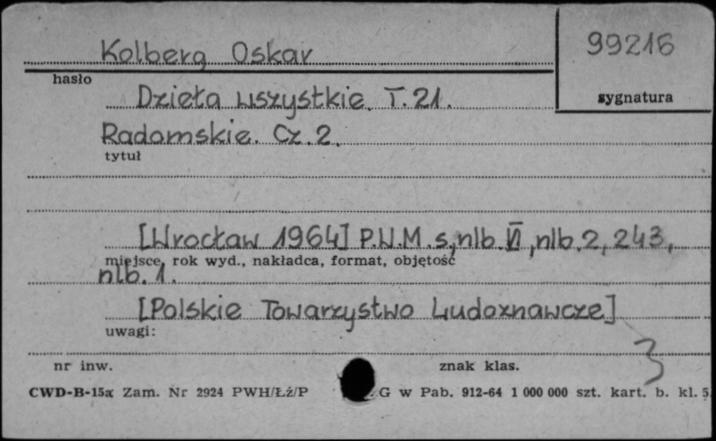 Kolberg Oskar
99216
hasło
sygnatura
Dzieła wszystkie. T. 21.
Radomskie. Cz. 2.
tytuł
[Wrocław 1964] P.W.M. s, nlb. VI, nlb. 2, 243,
miejsce, rok wyd., nakładca, format, objętość
nlb. 1.
[Polskie Towarzystwo Ludoznawcze]
uwagi:
3
nr inw.
znak klas.
CWD-B-15a Zam. Nr 2924 PWH/Łż/P G w Pab. 912-64 1 000 000 szt. kart. b. kl. 5